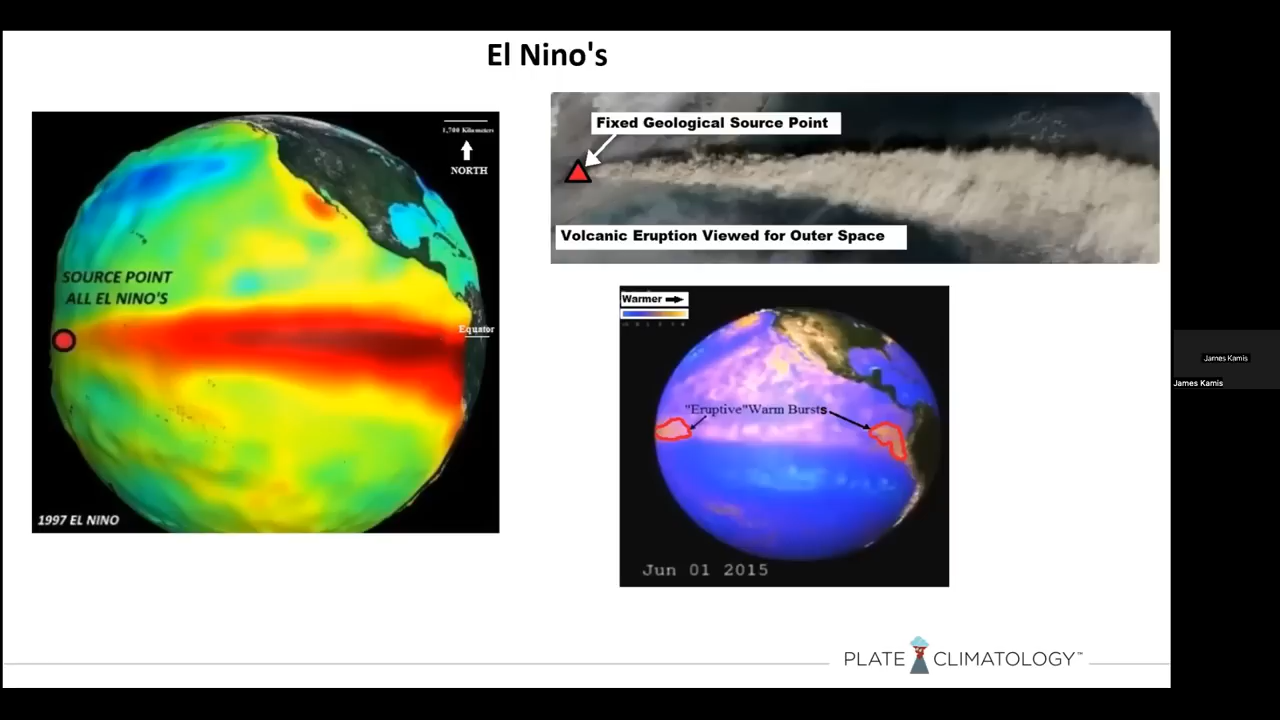 El Nino's
1,700 Kilometers
NORTH
SOURCE POINT
ALL EL NINO'S
Equator
1997 EL NINO
Fixed Geological Source Point
Volcanic Eruption Viewed for Outer Space
Warmer
"Eruptive"Warm Bursts
Jun 01 2015
PLATE CLIMATOLOGY™
James Kamis
James Kamis